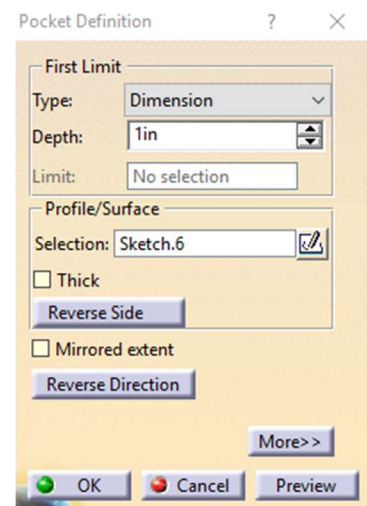 Pocket Definition ? ×
First Limit
Type: Dimension
Depth: 1in
Limit: No selection
Profile/Surface
Selection: Sketch.6
Thick
Reverse Side
Mirrored extent
Reverse Direction
More>>
OK Cancel Preview